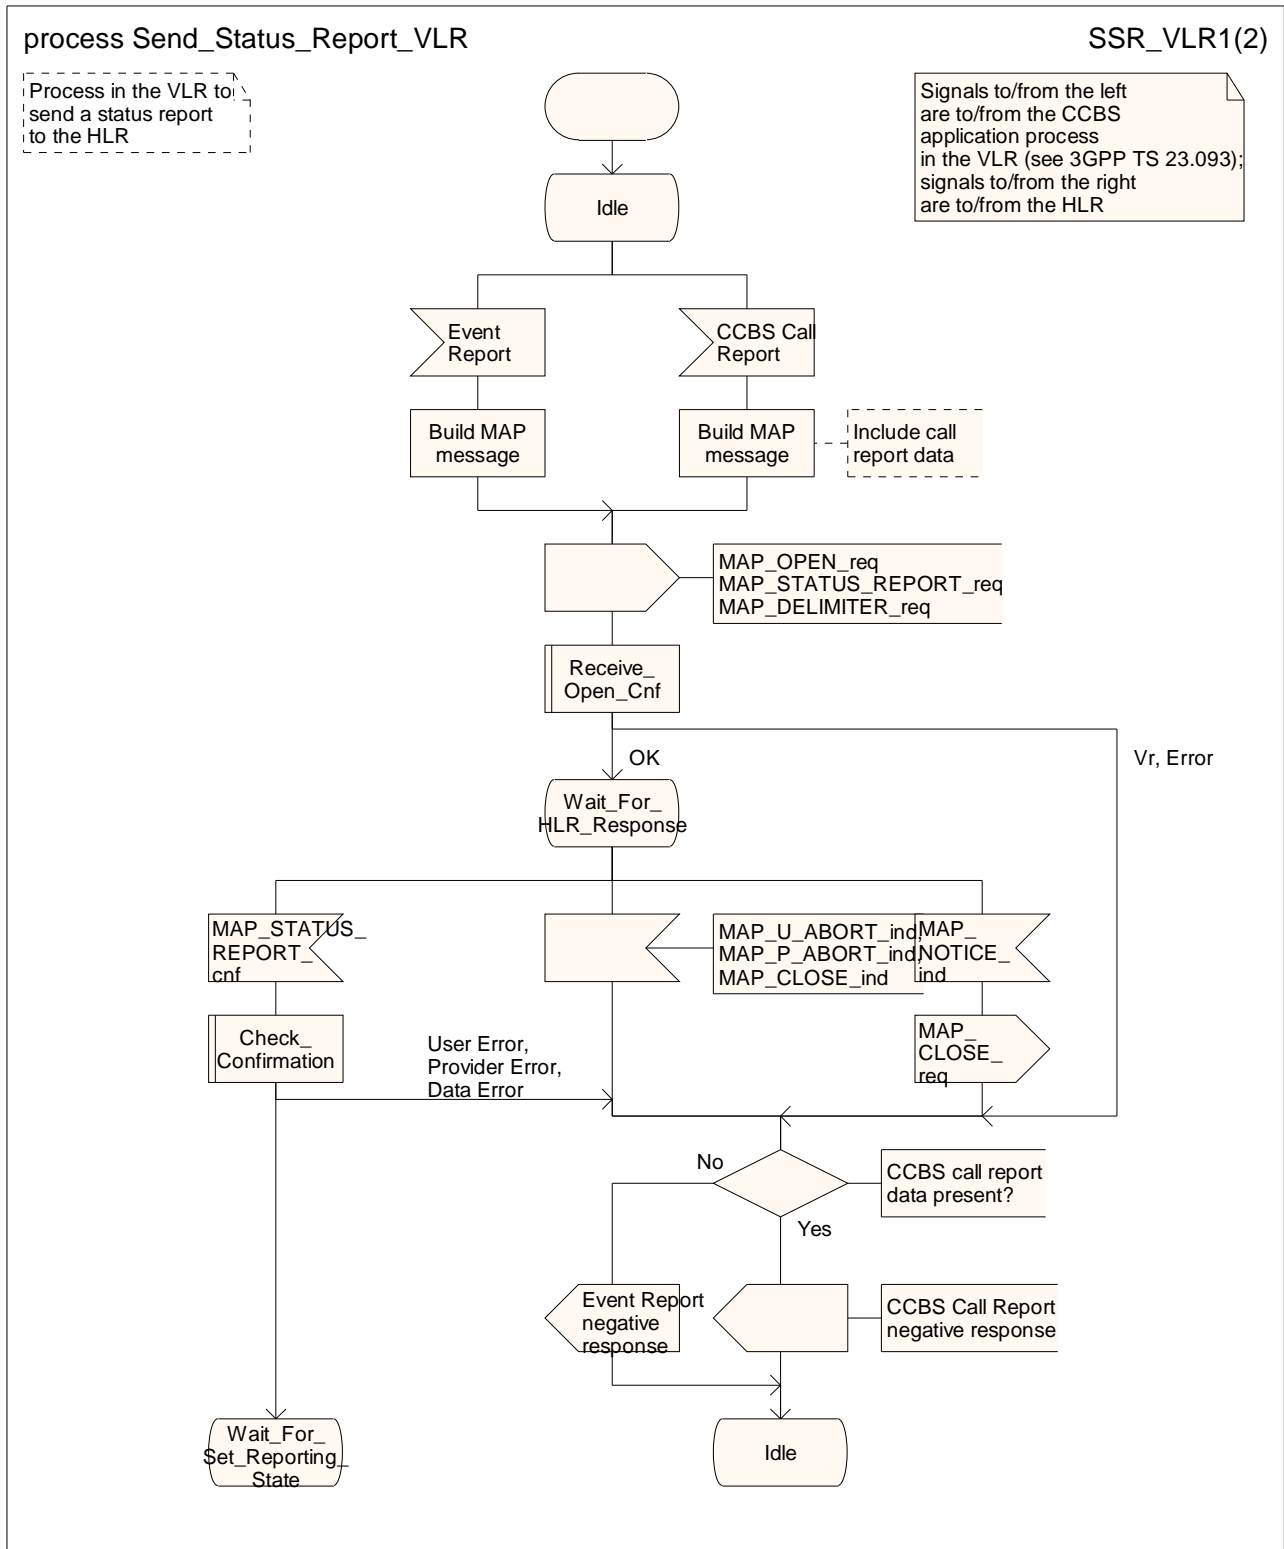 process Send_Status_Report_VLR
SSR_VLR1(2)
Process in the VLR to
send a status report
to the HLR
Signals to/from the left
are to/from the CCBS
application process
in the VLR (see 3GPP TS 23.093);
signals to/from the right
are to/from the HLR
Idle
Event
Report
CCBS Call
Report
Build MAP
message
Build MAP
message
Include call
report data
MAP_OPEN_req
MAP_STATUS_REPORT_req
MAP_DELIMITER_req
Receive_
Open_Cnf
OK
Vr, Error
Wait_For_
HLR_Response
MAP_STATUS_
REPORT_
cnf
MAP_U_ABORT_ind,
MAP_P_ABORT_ind,
MAP_CLOSE_ind
MAP_
NOTICE_
ind
Check_
Confirmation
User Error,
Provider Error,
Data Error
MAP_
CLOSE_
req
No
CCBS call report
data present?
Yes
Event Report
negative
response
CCBS Call Report
negative response
Wait_For_
Set_Reporting_
State
Idle